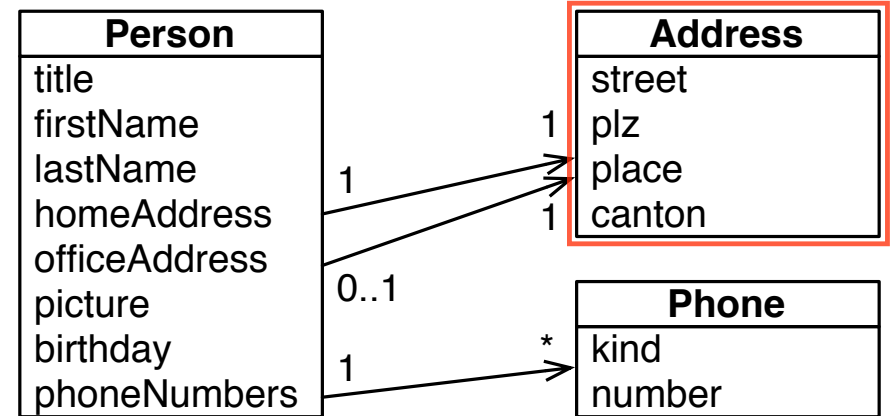 Person
title
firstName
lastName
homeAddress
officeAddress
picture
birthday
phoneNumbers
1
0..1
1
1
1
*
Address
street
plz
place
canton
Phone
kind
number